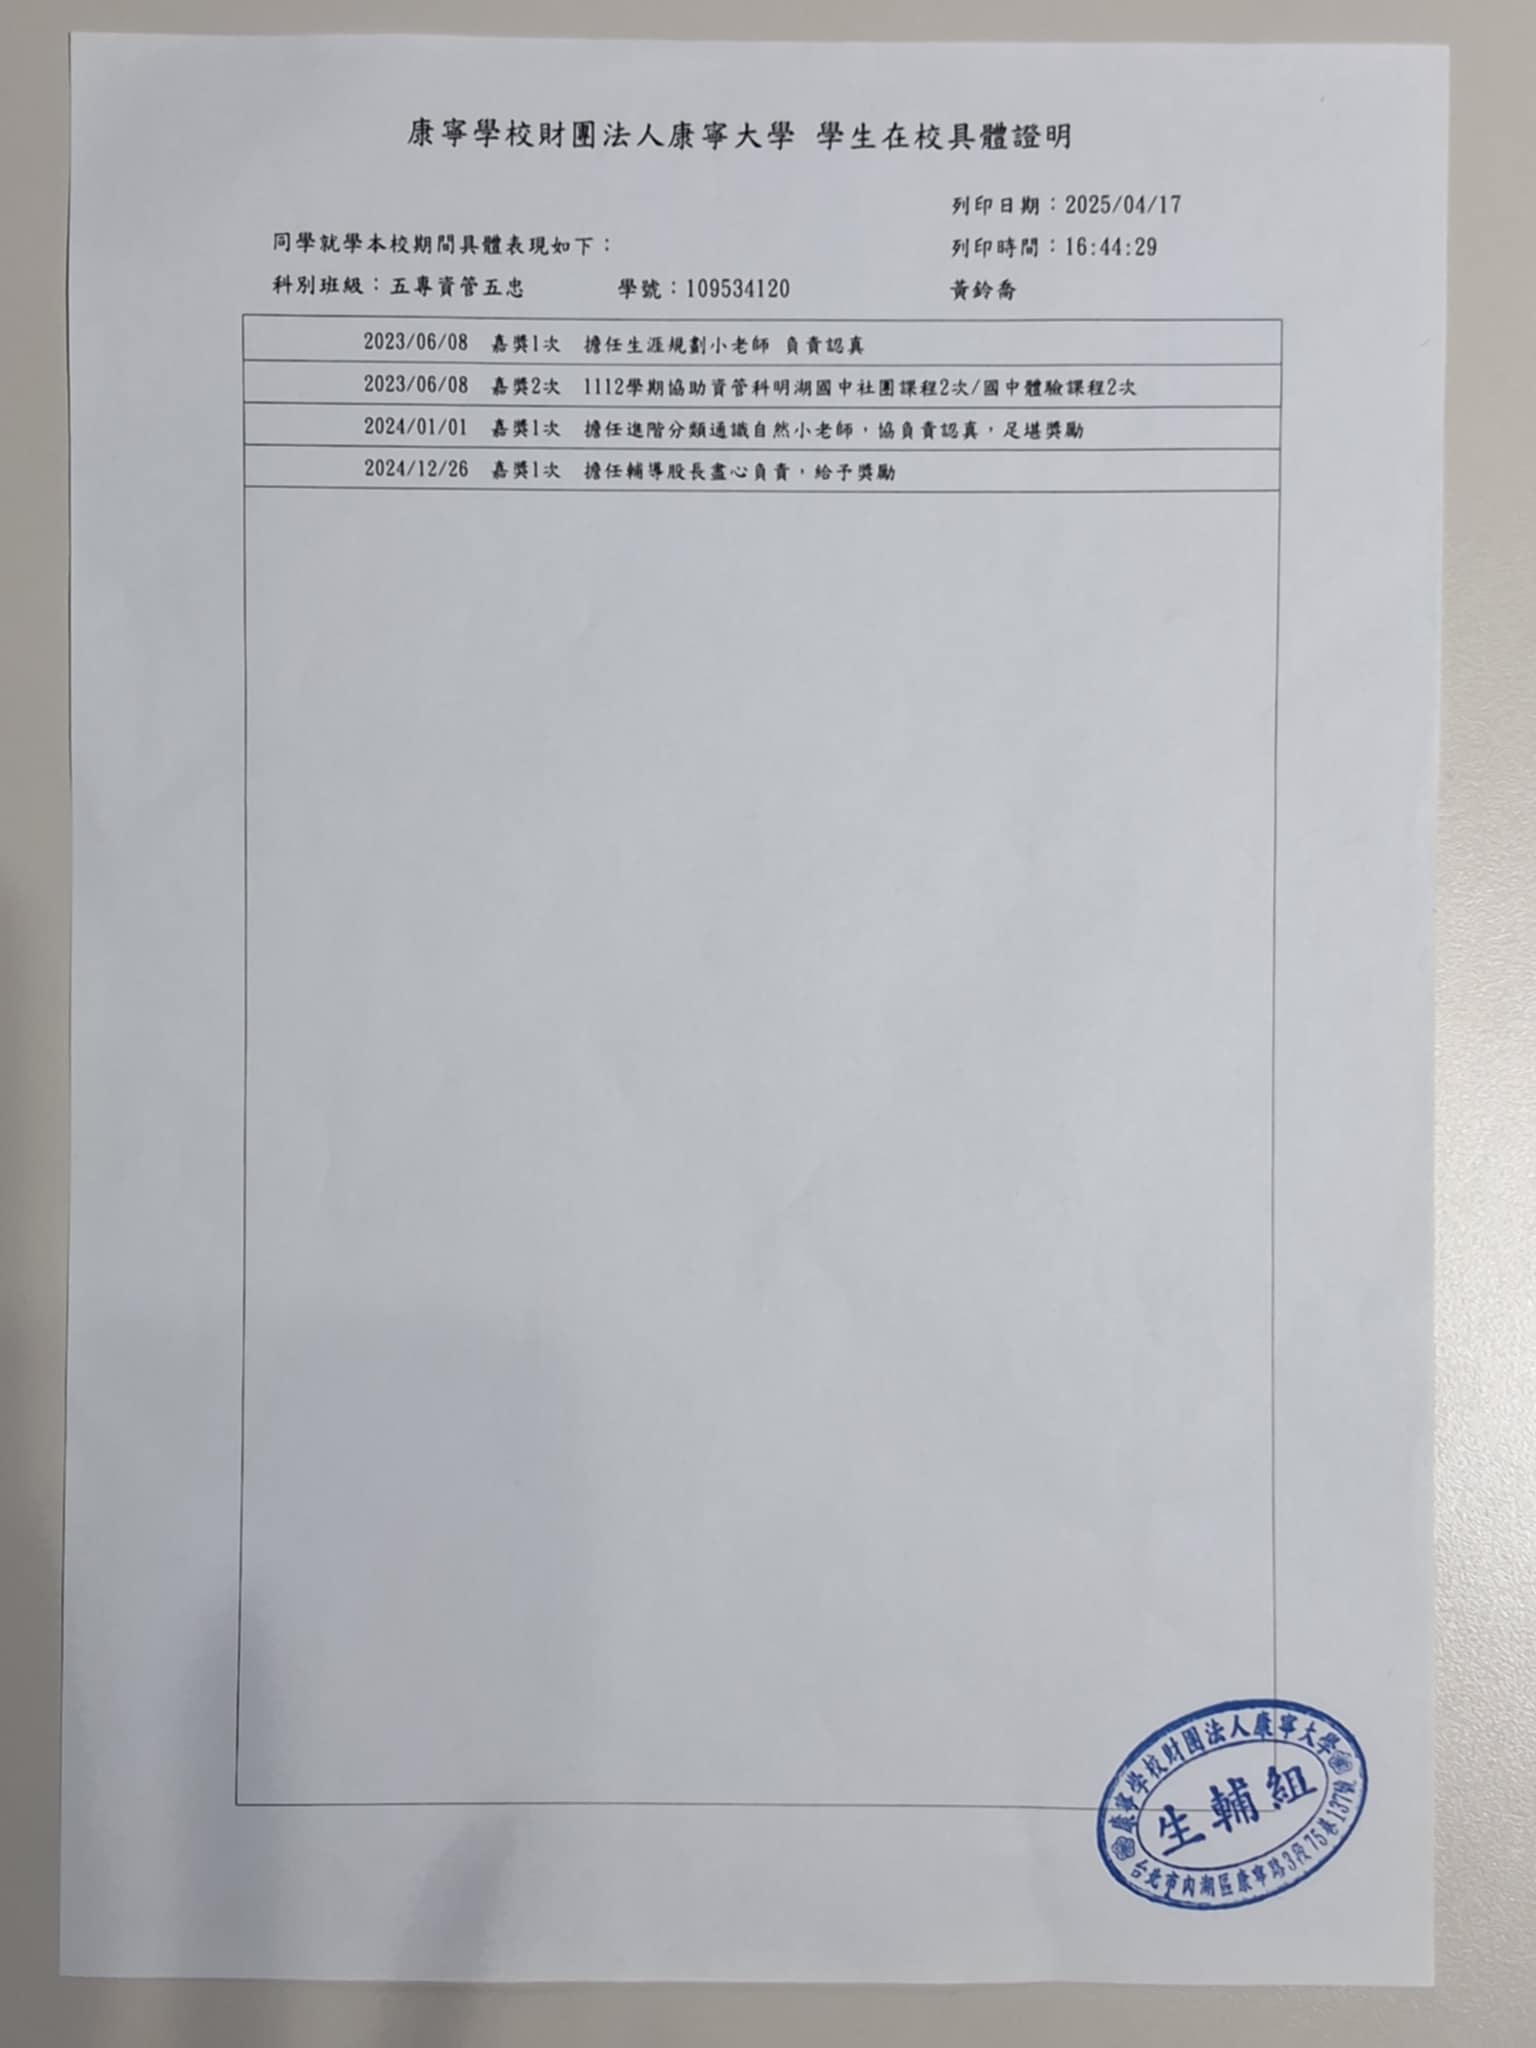 康寧學校財團法人康寧大學 學生在校具體證明
列印日期：2025/04/17
同學就學本校期間具體表現如下：
列印時間：16:44:29
科別班級：五專資管五忠 學號：109534120 黃鈴喬
2023/06/08 嘉獎1次 擔任生涯規劃小老師 負責認真
2023/06/08 嘉獎2次 1112學期協助資管科明湖國中社團課程2次/國中體驗課程2次
2024/01/01 嘉獎1次 擔任進階分類通識自然小老師，協負責認真，足堪獎勵
2024/12/26 嘉獎1次 擔任輔導股長盡心負責，給予獎勵
康寧學校財團法人康寧大學
生輔組
台北市內湖區康寧路3段75巷137號